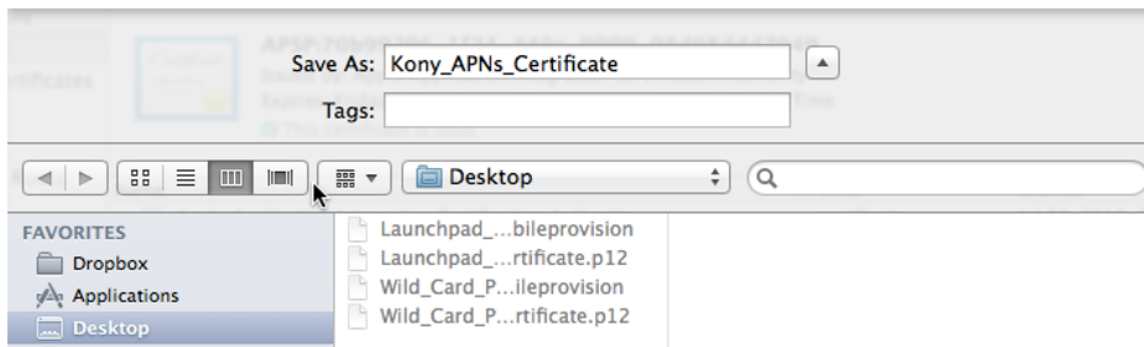 Save As: Kony_APNs_Certificate
Tags:
Desktop
FAVORITES
Dropbox
Applications
Desktop
Launchpad_...bileprovision
Launchpad_...rtificate.p12
Wild_Card_P...ileprovision
Wild_Card_P...rtificate.p12